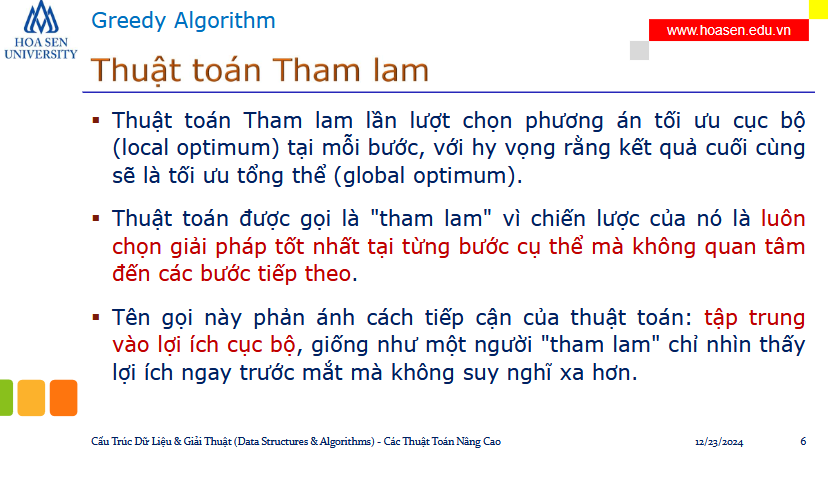 HOA SEN
UNIVERSITY
Greedy Algorithm
www.hoasen.edu.vn
Thuật toán Tham lam
▪ Thuật toán Tham lam lần lượt chọn phương án tối ưu cục bộ
(local optimum) tại mỗi bước, với hy vọng rằng kết quả cuối cùng
sẽ là tối ưu tổng thể (global optimum).
▪ Thuật toán được gọi là "tham lam" vì chiến lược của nó là luôn
chọn giải pháp tốt nhất tại từng bước cụ thể mà không quan tâm
đến các bước tiếp theo.
▪ Tên gọi này phản ánh cách tiếp cận của thuật toán: tập trung
vào lợi ích cục bộ, giống như một người "tham lam" chỉ nhìn thấy
lợi ích ngay trước mắt mà không suy nghĩ xa hơn.
Cấu Trúc Dữ Liệu & Giải Thuật (Data Structures & Algorithms) - Các Thuật Toán Nâng Cao
12/23/2024
6